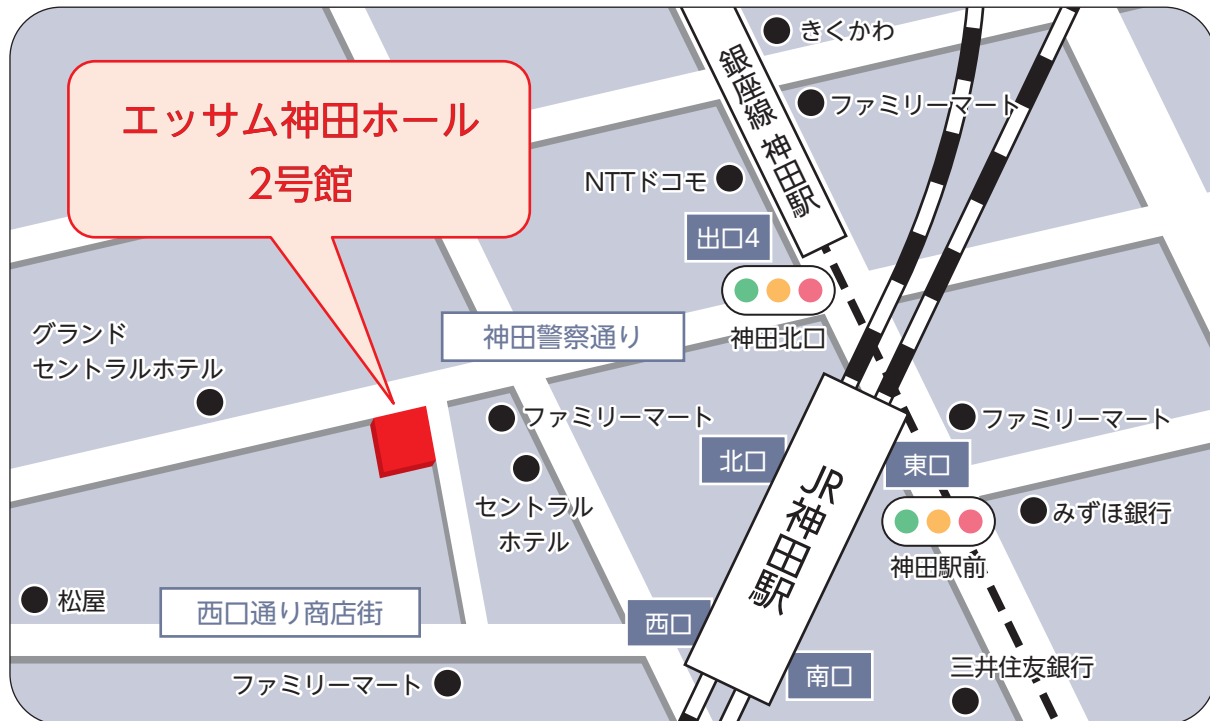 きくかわ
銀座線 神田駅
ファミリーマート
エッサム神田ホール
2号館
NTTドコモ
出口4
神田北口
神田警察通り
グランド
セントラルホテル
ファミリーマート
セントラル
ホテル
北口
JR神田駅
東口
ファミリーマート
みずほ銀行
神田駅前
松屋
西口通り商店街
西口
南口
ファミリーマート
三井住友銀行